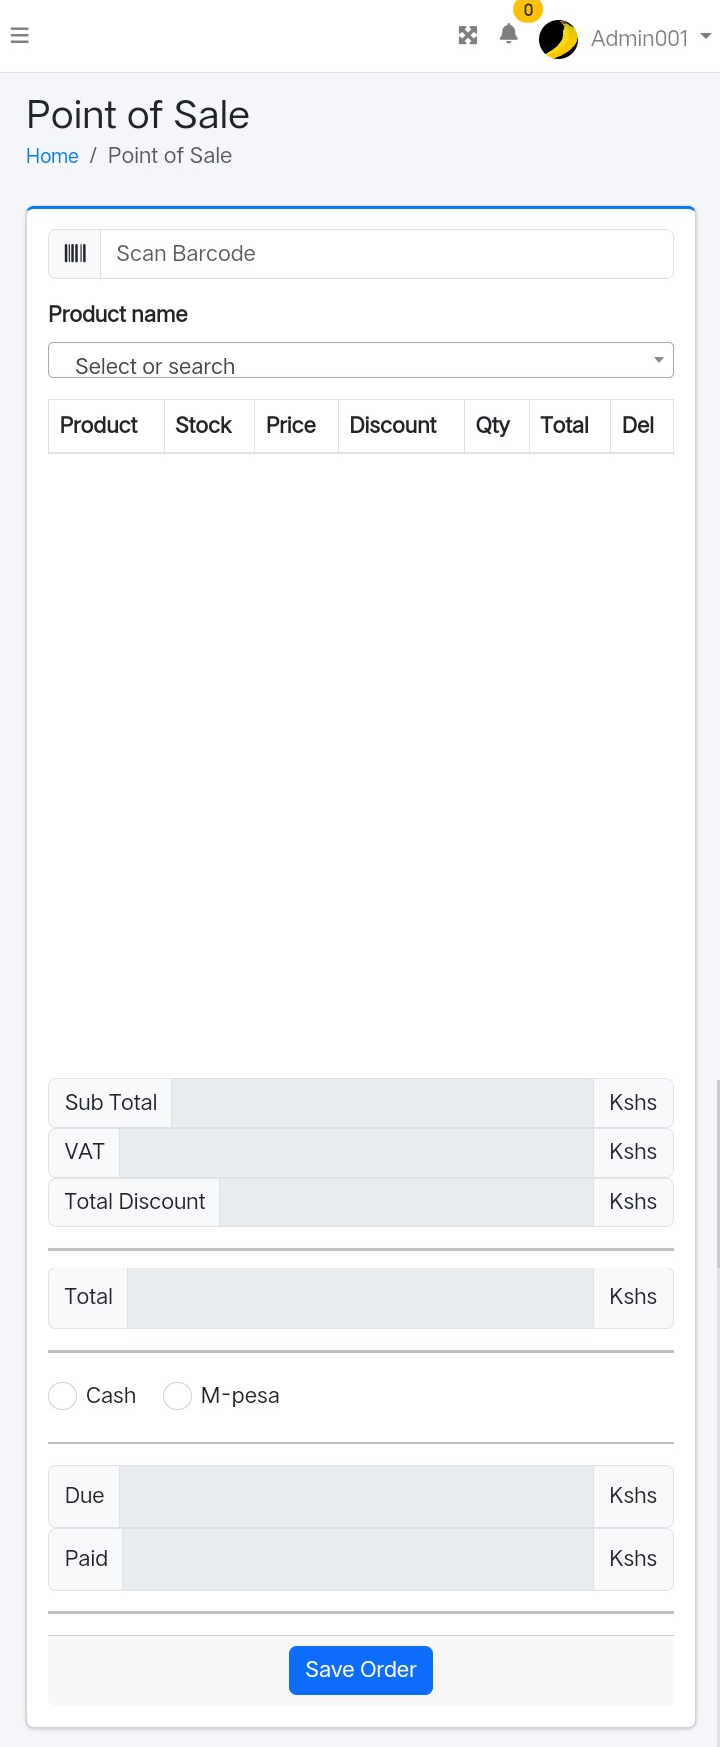 0
Admin001
Point of Sale
Home / Point of Sale
Scan Barcode
Product name
Select or search
Product Stock Price Discount Qty Total Del
Sub Total Kshs
VAT Kshs
Total Discount Kshs
Total Kshs
Cash M-pesa
Due Kshs
Paid Kshs
Save Order